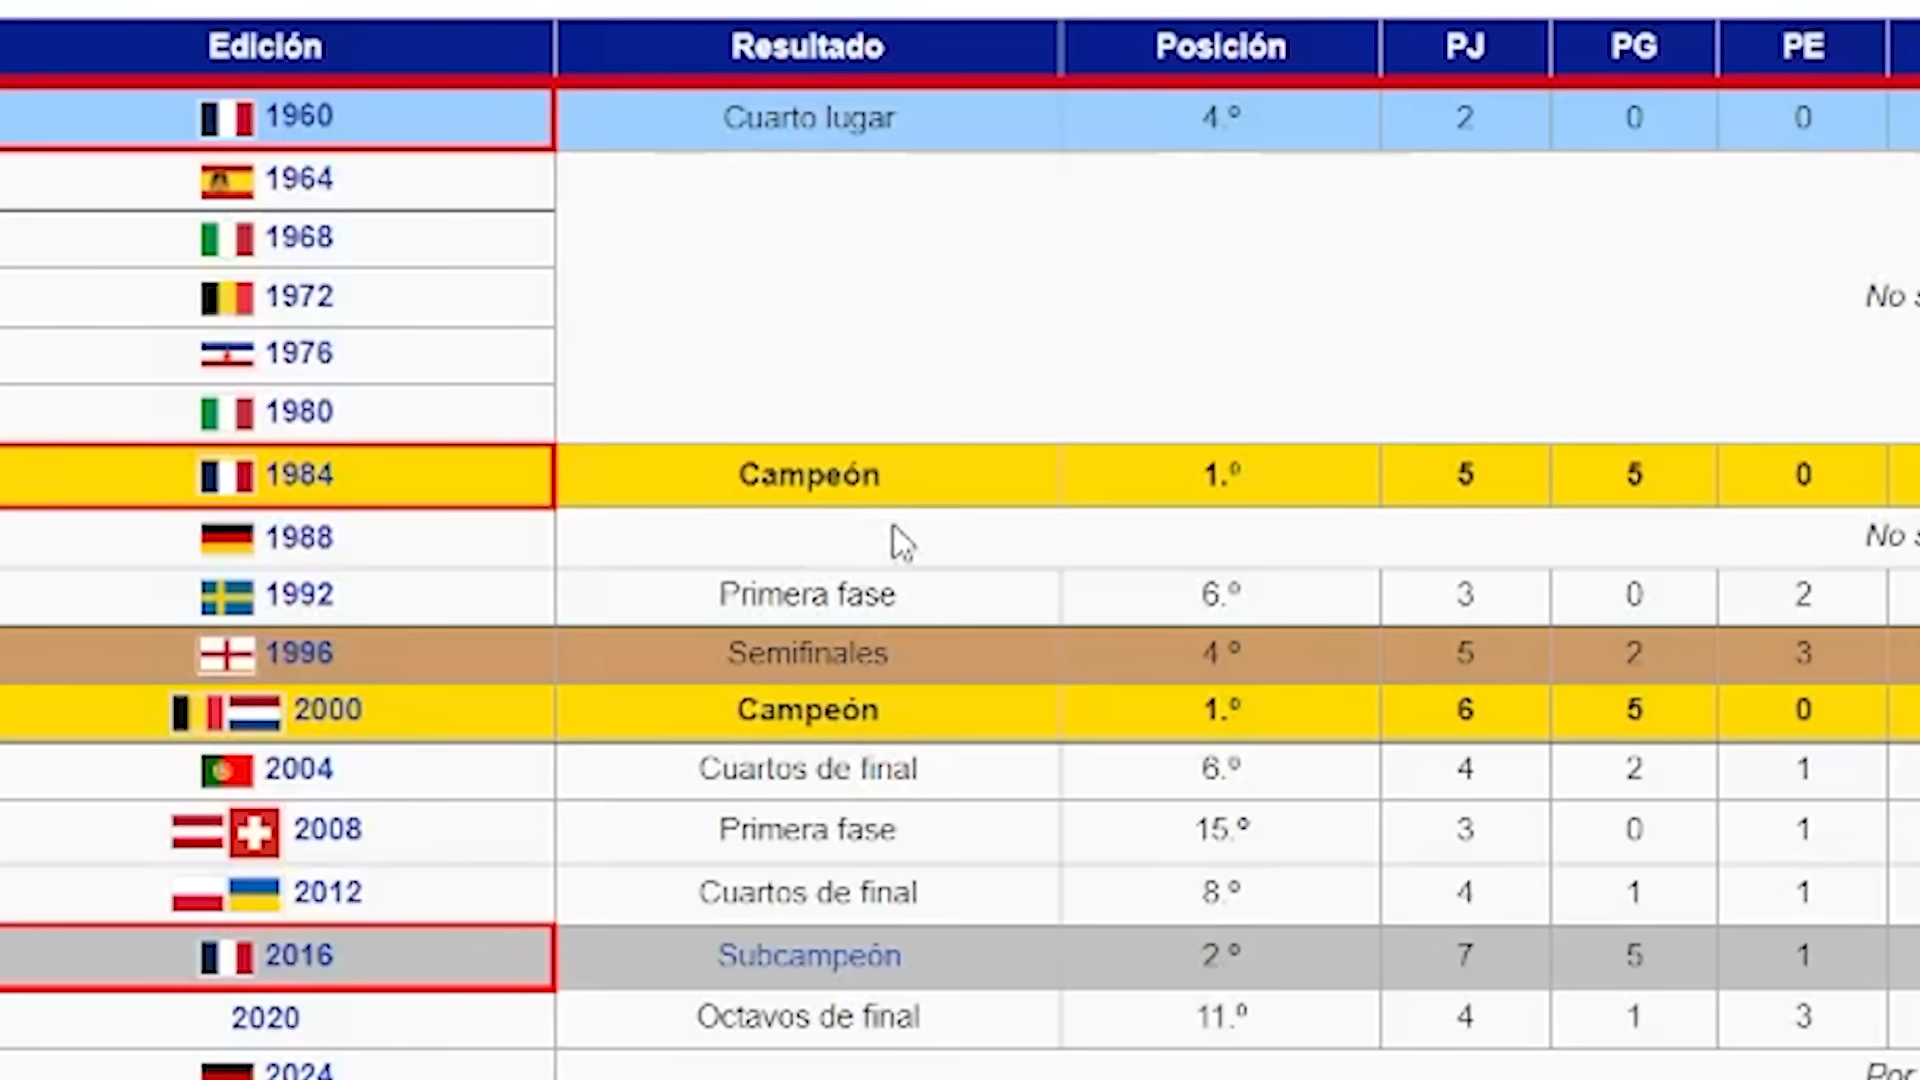 Edición Resultado Posición PJ PG PE
1960 Cuarto lugar 4.º 2 0 0
1964
1968
1972 No
1976
1980
1984 Campeón 1.º 5 5 0
1988 No
1992 Primera fase 6.º 3 0 2
1996 Semifinales 4.º 5 2 3
2000 Campeón 1.º 6 5 0
2004 Cuartos de final 6.º 4 2 1
2008 Primera fase 15.º 3 0 1
2012 Cuartos de final 8.º 4 1 1
2016 Subcampeón 2.º 7 5 1
2020 Octavos de final 11.º 4 1 3
2024 Por